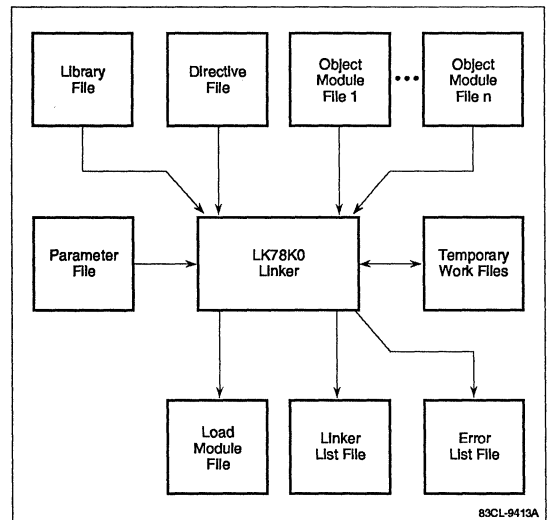 Library
File
Directive
File
Object
Module
File 1
•••
Object
Module
File n
Parameter
File
LK78K0
Linker
Temporary
Work Files
Load
Module
File
Linker
List File
Error
List File
83CL-9413A